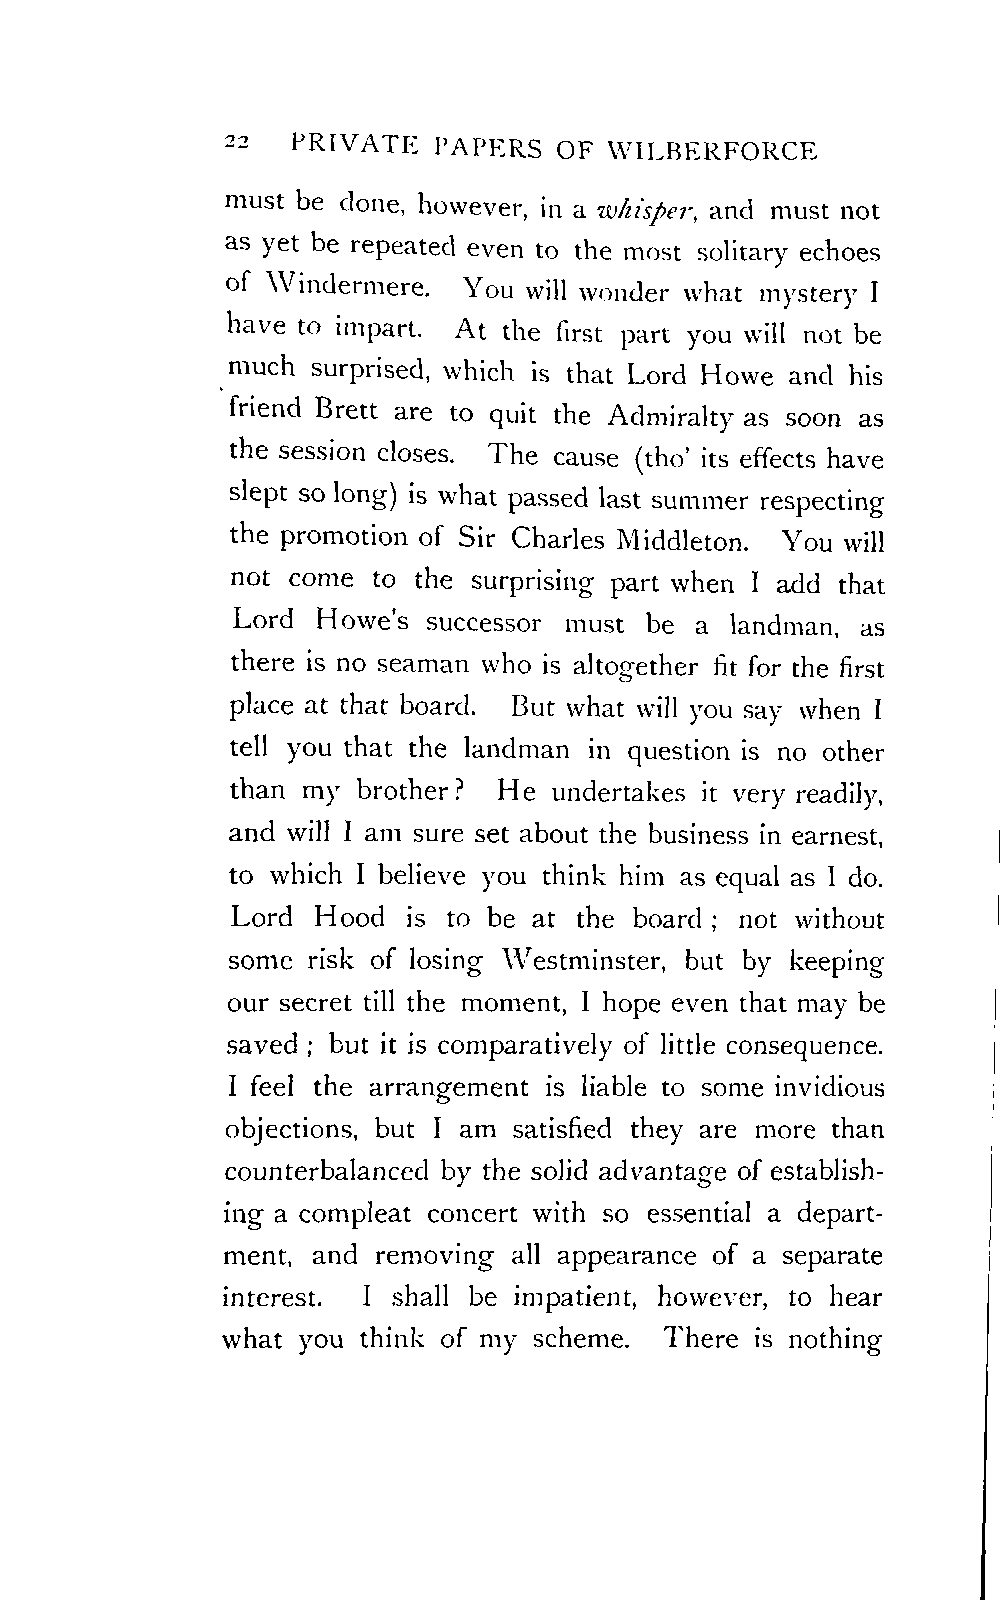 22 PRIVATE PAPERS OF WILBERFORCE
must be done, however, in a whisper, and must not
as yet be repeated even to the most solitary echoes
of Windermere. You will wonder what mystery I
have to impart. At the first part you will not be
much surprised, which is that Lord Howe and his
friend Brett are to quit the Admiralty as soon as
the session closes. The cause (tho' its effects have
slept so long) is what passed last summer respecting
the promotion of Sir Charles Middleton. You will
not come to the surprising part when I add that
Lord Howe's successor must be a landman, as
there is no seaman who is altogether fit for the first
place at that board. But what will you say when I
tell you that the landman in question is no other
than my brother? He undertakes it very readily,
and will I am sure set about the business in earnest,
to which I believe you think him as equal as I do.
Lord Hood is to be at the board; not without
some risk of losing Westminster, but by keeping
our secret till the moment, I hope even that may be
saved; but it is comparatively of little consequence.
I feel the arrangement is liable to some invidious
objections, but I am satisfied they are more than
counterbalanced by the solid advantage of establish-
ing a compleat concert with so essential a depart-
ment, and removing all appearance of a separate
interest. I shall be impatient, however, to hear
what you think of my scheme. There is nothing